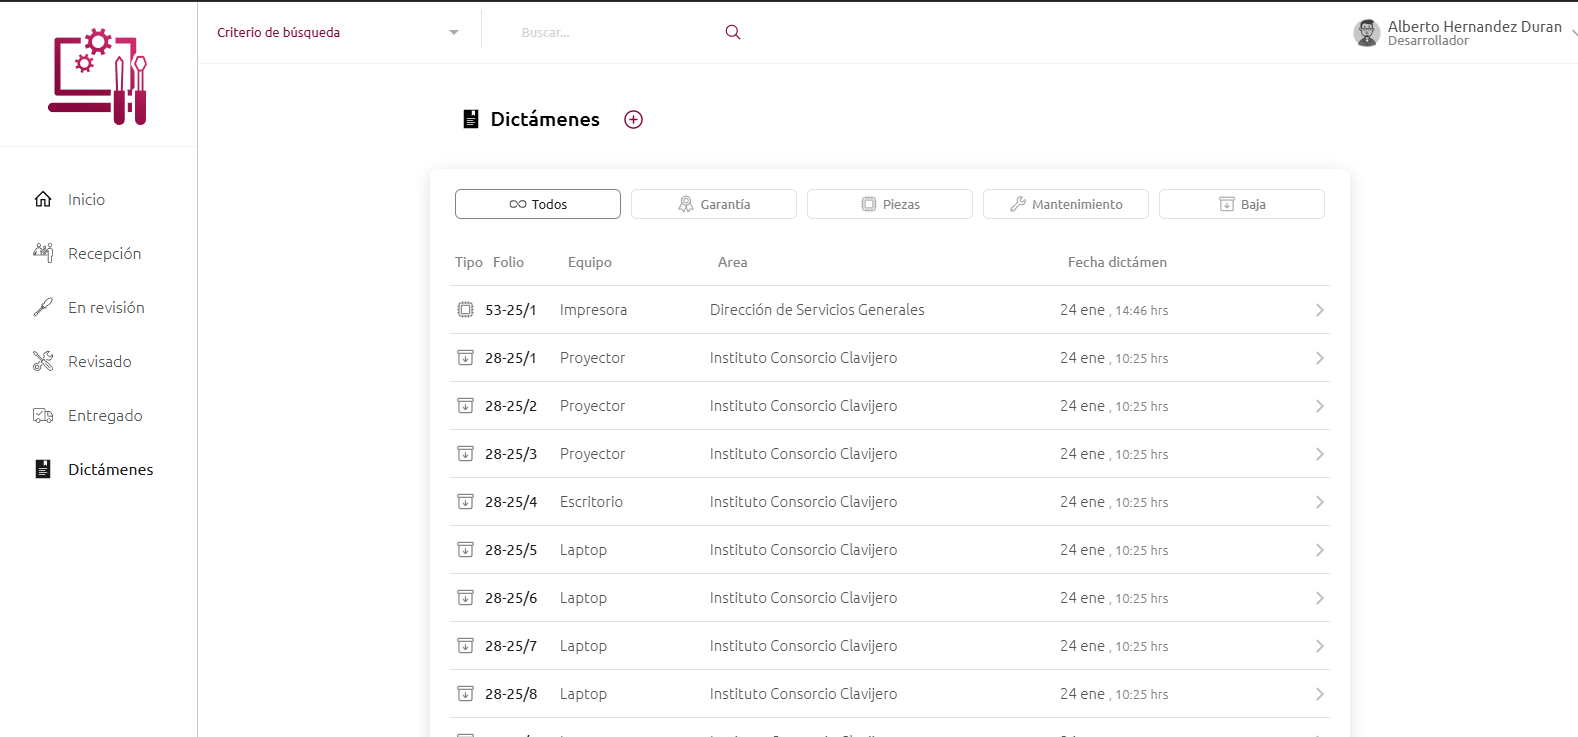 Criterio de búsqueda
Buscar...
Alberto Hernandez Duran
Desarrollador
Inicio
Recepción
En revisión
Revisado
Entregado
Dictámenes
Dictámenes
Todos Garantía Piezas Mantenimiento Baja
Tipo Folio Equipo Area Fecha dictámen
53-25/1 Impresora Dirección de Servicios Generales 24 ene , 14:46 hrs
28-25/1 Proyector Instituto Consorcio Clavijero 24 ene , 10:25 hrs
28-25/2 Proyector Instituto Consorcio Clavijero 24 ene , 10:25 hrs
28-25/3 Proyector Instituto Consorcio Clavijero 24 ene , 10:25 hrs
28-25/4 Escritorio Instituto Consorcio Clavijero 24 ene , 10:25 hrs
28-25/5 Laptop Instituto Consorcio Clavijero 24 ene , 10:25 hrs
28-25/6 Laptop Instituto Consorcio Clavijero 24 ene , 10:25 hrs
28-25/7 Laptop Instituto Consorcio Clavijero 24 ene , 10:25 hrs
28-25/8 Laptop Instituto Consorcio Clavijero 24 ene , 10:25 hrs